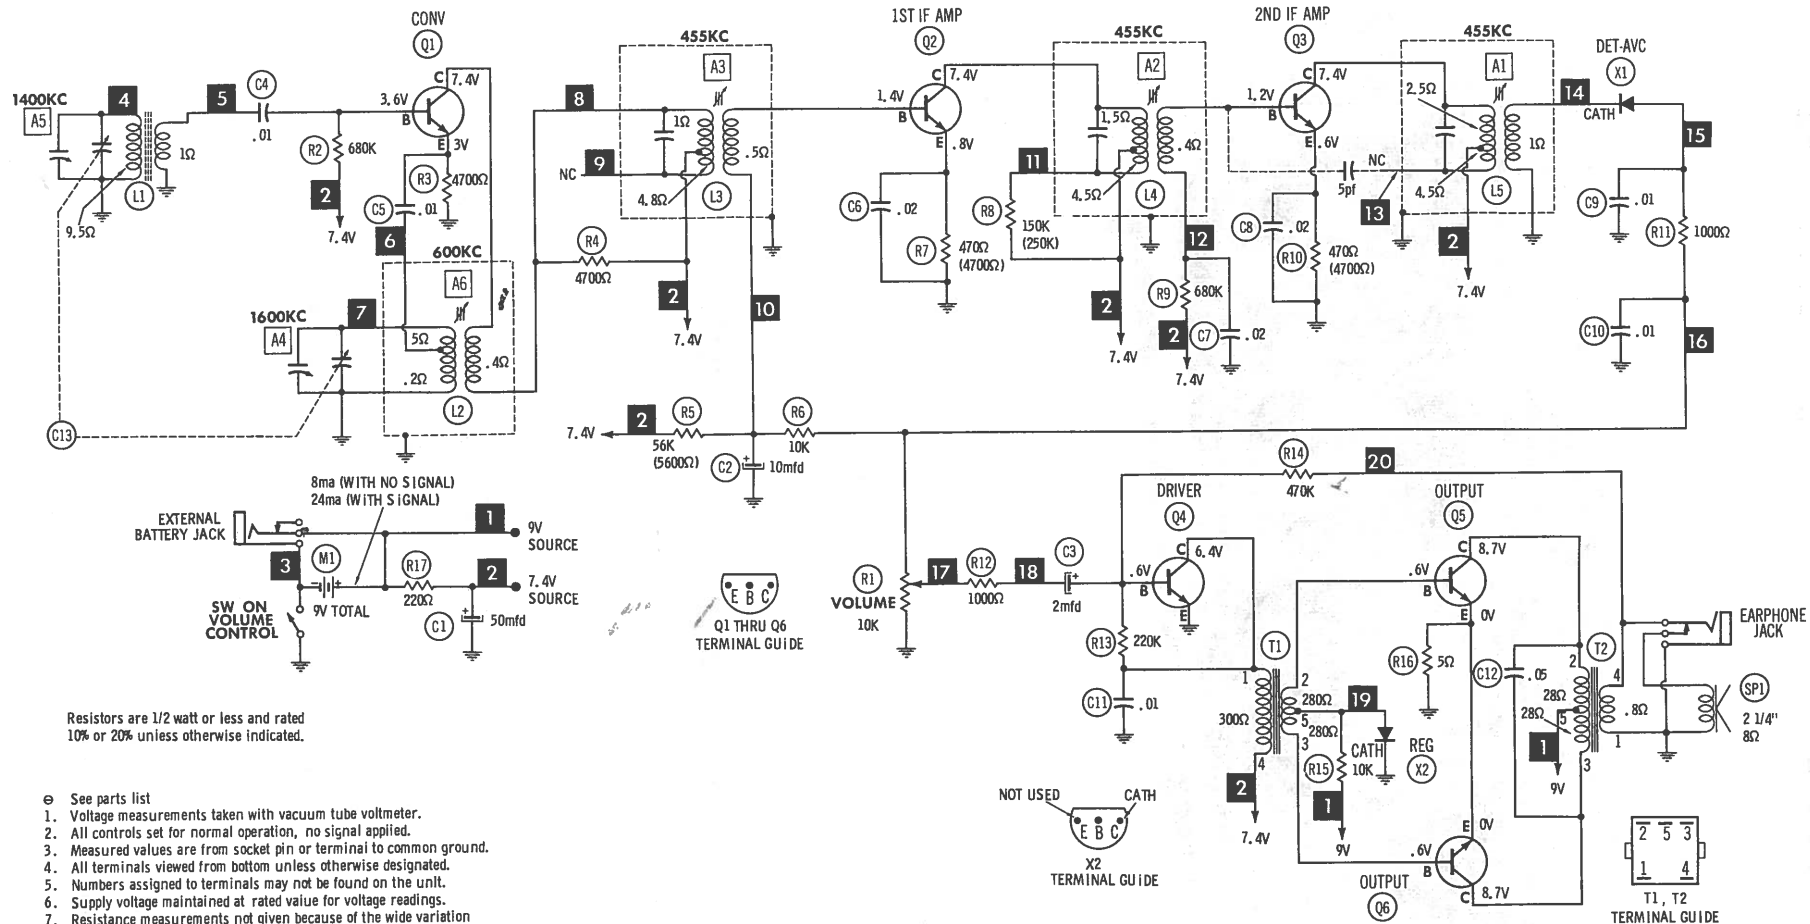 CONV
Q1
1ST IF AMP
Q2
2ND IF AMP
Q3
455KC
A3
455KC
A2
455KC
A1
DET-AVC
X1
1400KC
A5
4
5
C4
.01
3.6V
C 7.4V
B
E
3V
R2
680K
2
7.4V
R3
4700Ω
C5
.01
6
1Ω
L1
9.5Ω
C13
600KC
A6
1600KC
A4
7
.5Ω
.2Ω
.4Ω
L2
8
9
NC
1Ω
.5Ω
4.8Ω
L3
R4
4700Ω
2
7.4V
10
1.4V
C 7.4V
B
E
.8V
C6
.02
R7
470Ω
(4700Ω)
11
R8
150K
(250K)
1.5Ω
.4Ω
4.5Ω
L4
12
2
7.4V
R9
680K
2
7.4V
C7
.02
1.2V
C 7.4V
B
E
.6V
C8
.02
R10
470Ω
(4700Ω)
5pf
NC
13
2.5Ω
1Ω
4.5Ω
L5
2
7.4V
14
CATH
15
C9
.01
R11
1000Ω
C10
.01
16
7.4V
2
R5
56K
(5600Ω)
R6
10K
C2
10mfd
8ma (WITH NO SIGNAL)
24ma (WITH SIGNAL)
EXTERNAL
BATTERY JACK
1
9V
SOURCE
3
M1
9V TOTAL
R17
220Ω
2
7.4V
SOURCE
C1
50mfd
SW ON
VOLUME
CONTROL
E B C
Q1 THRU Q6
TERMINAL GUIDE
R1
VOLUME
10K
17
R12
1000Ω
18
C3
2mfd
R14
470K
20
DRIVER
Q4
C 6.4V
.6V
B
E
R13
220K
C11
.01
T1
1
300Ω
4
2
280Ω
5
280Ω
3
2
7.4V
19
CATH
R15
10K
1
9V
REG
X2
OUTPUT
Q5
C 8.7V
.6V
B
E
0V
R16
5Ω
C12
.05
2
28Ω
28Ω
5
3
T2
4
.8Ω
1
1
9V
EARPHONE
JACK
SP1
2 1/4"
8Ω
E
0V
.6V
B
C
8.7V
OUTPUT
Q6
NOT USED
CATH
E B C
X2
TERMINAL GUIDE
2 5 3
1 4
T1, T2
TERMINAL GUIDE
Resistors are 1/2 watt or less and rated
10% or 20% unless otherwise indicated.
⊖ See parts list
1. Voltage measurements taken with vacuum tube voltmeter.
2. All controls set for normal operation, no signal applied.
3. Measured values are from socket pin or terminal to common ground.
4. All terminals viewed from bottom unless otherwise designated.
5. Numbers assigned to terminals may not be found on the unit.
6. Supply voltage maintained at rated value for voltage readings.
7. Resistance measurements not given because of the wide variation